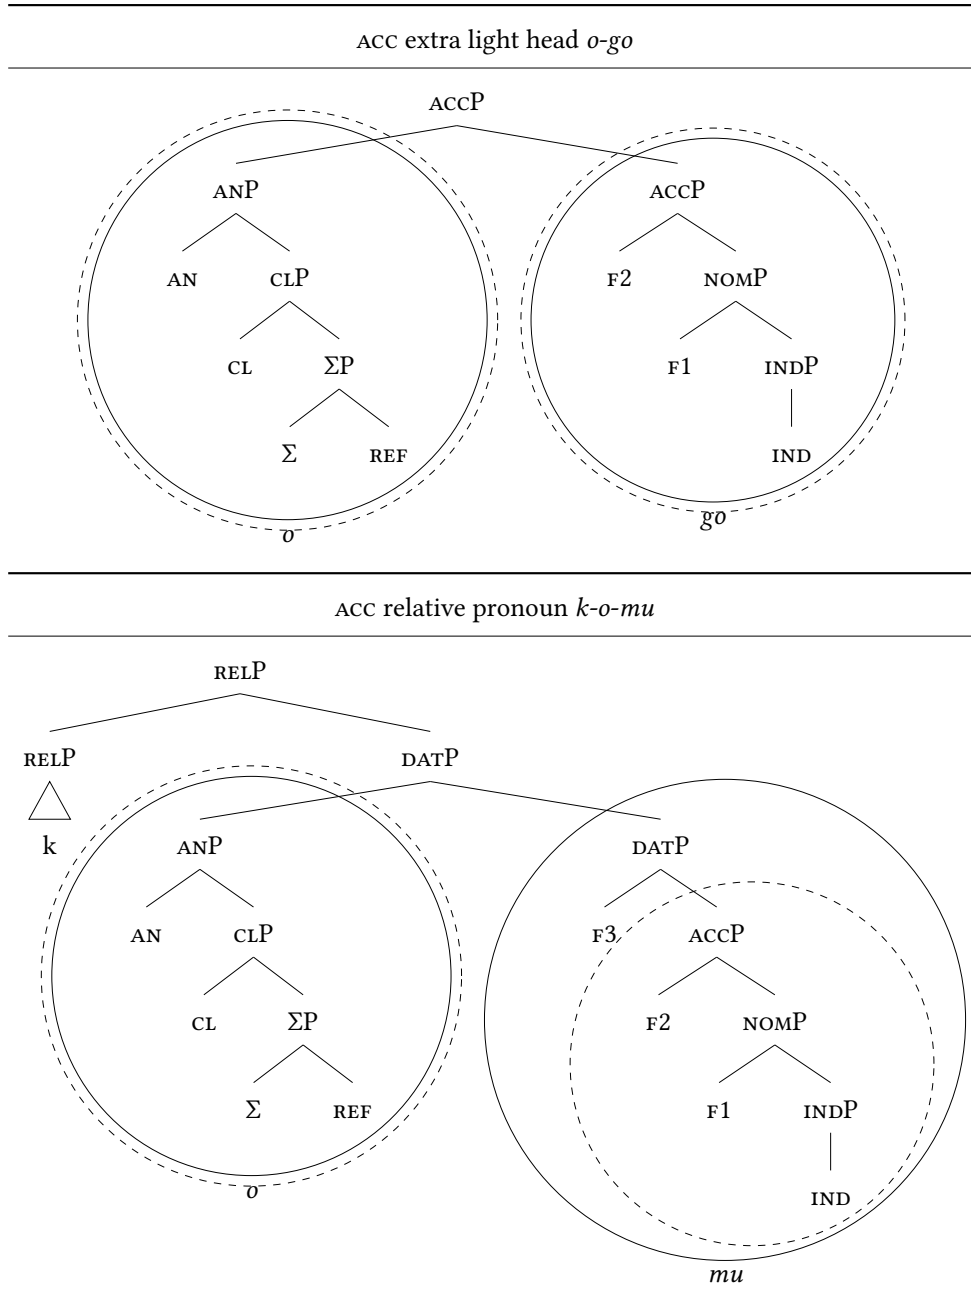 ACC extra light head o-go
ACCP
ANP ACCP
AN CLP F2 NOMP
CL ΣP F1 INDP
Σ REF IND
o go
ACC relative pronoun k-o-mu
RELP
RELP DATP
k ANP DATP
AN CLP F3 ACCP
CL ΣP F2 NOMP
Σ REF F1 INDP
o IND
mu